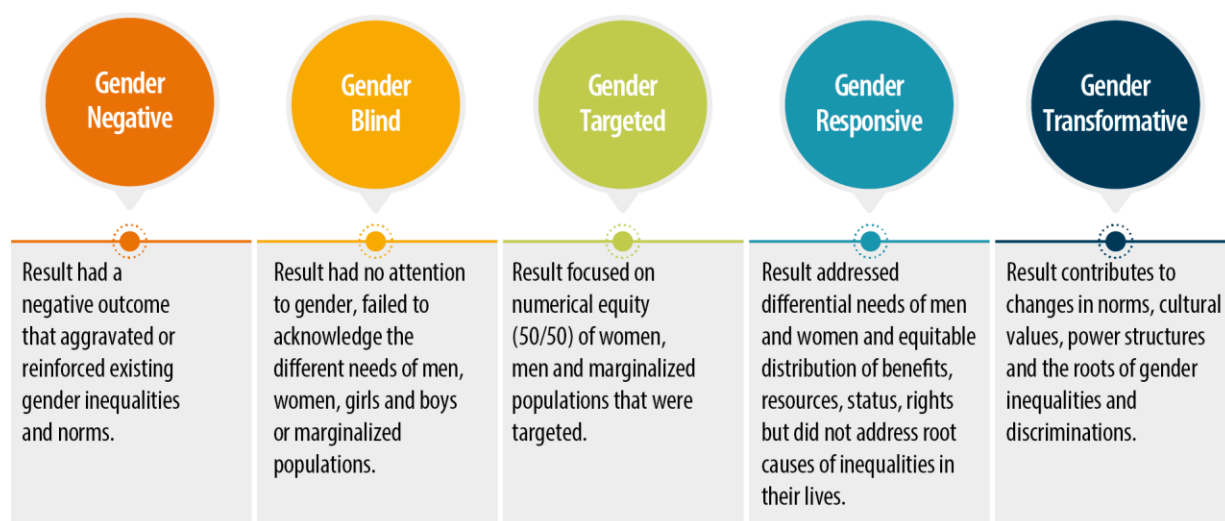 Gender
Negative
Gender
Blind
Gender
Targeted
Gender
Responsive
Gender
Transformative
Result had a
negative outcome
that aggravated or
reinforced existing
gender inequalities
and norms.
Result had no attention
to gender, failed to
acknowledge the
different needs of men,
women, girls and boys
or marginalized
populations.
Result focused on
numerical equity
(50/50) of women,
men and marginalized
populations that were
targeted.
Result addressed
differential needs of men
and women and equitable
distribution of benefits,
resources, status, rights
but did not address root
causes of inequalities in
their lives.
Result contributes to
changes in norms, cultural
values, power structures
and the roots of gender
inequalities and
discriminations.